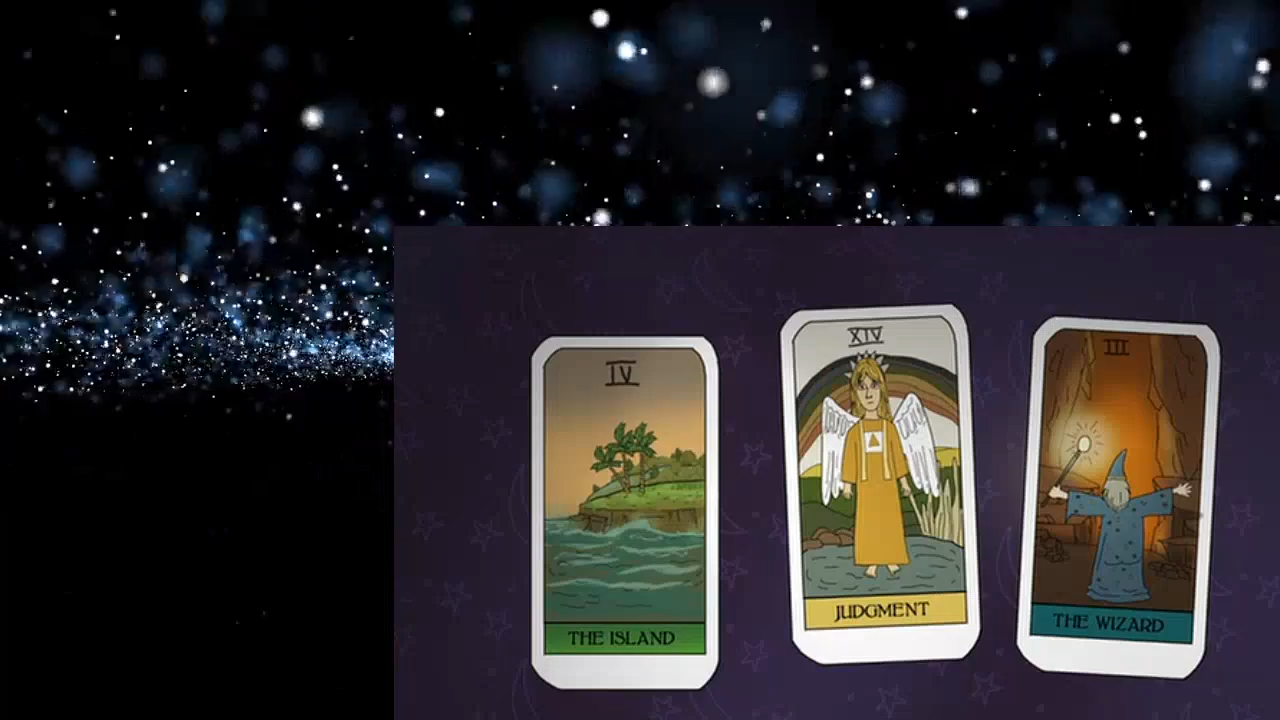 IV
THE ISLAND
XIV
JUDGMENT
III
THE WIZARD